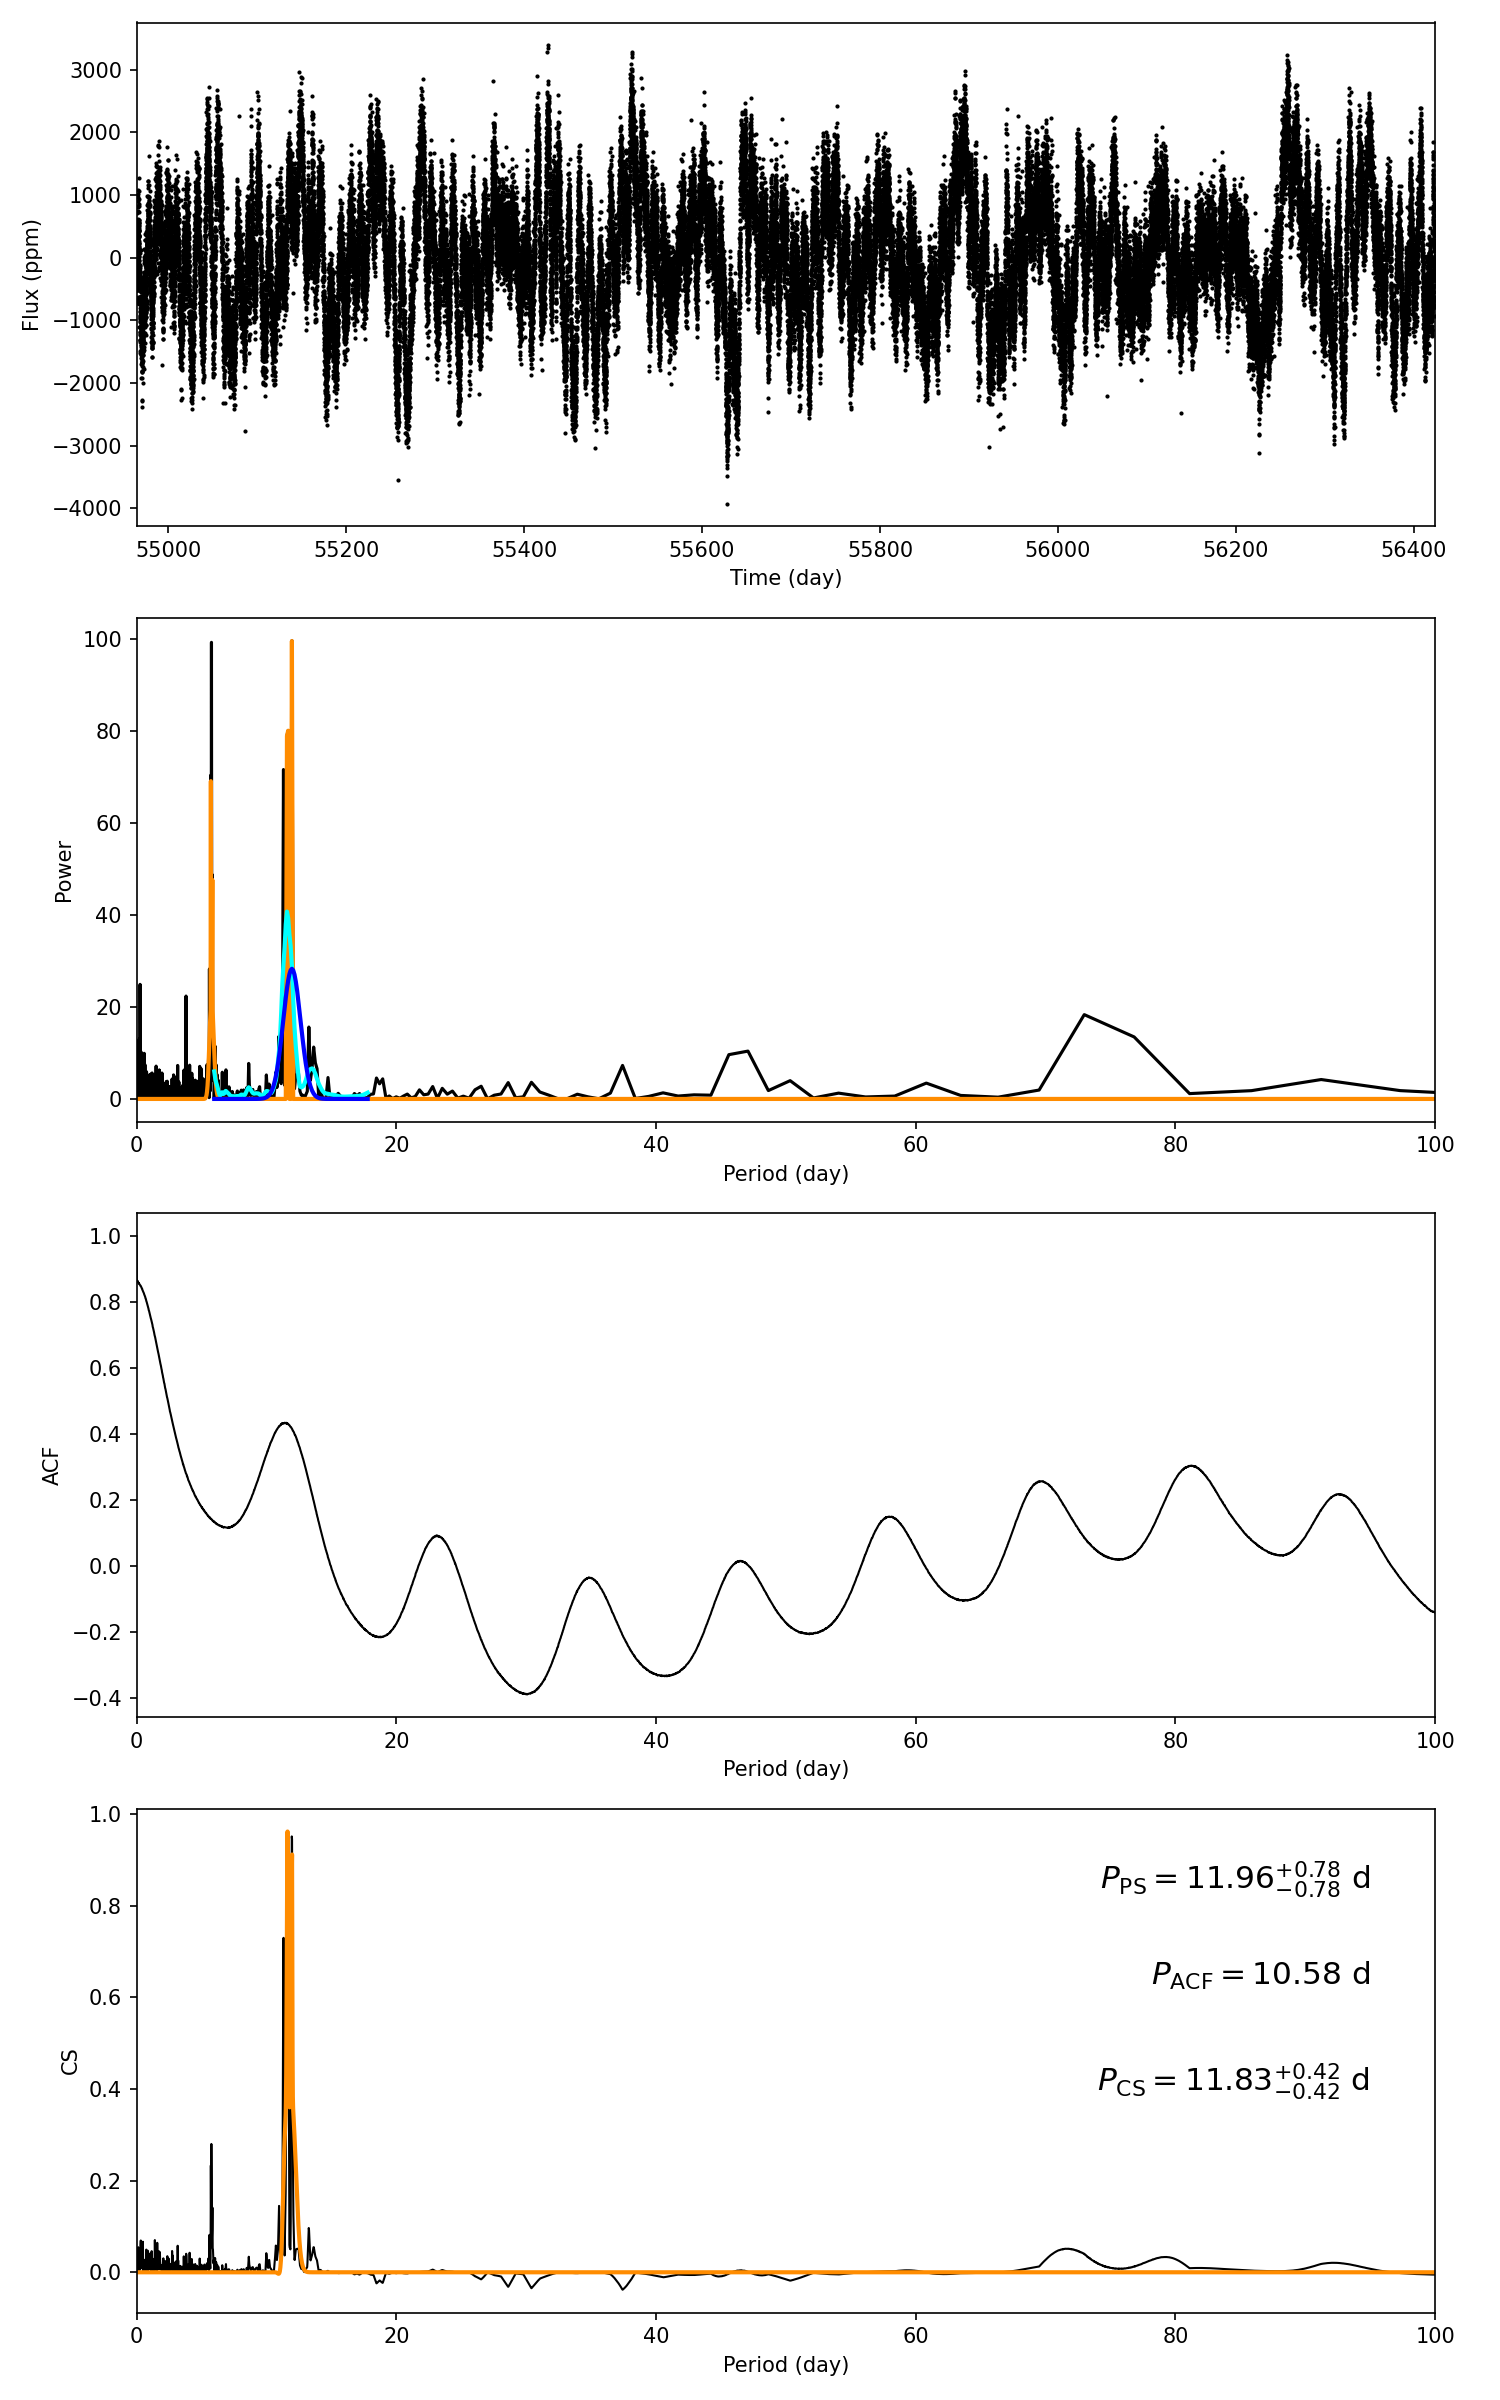 3000
2000
1000
0
−1000
−2000
−3000
−4000
Flux (ppm)
55000 55200 55400 55600 55800 56000 56200 56400
Time (day)
100
80
60
40
20
0
Power
0 20 40 60 80 100
Period (day)
1.0
0.8
0.6
0.4
0.2
0.0
−0.2
−0.4
ACF
0 20 40 60 80 100
Period (day)
1.0
0.8
0.6
0.4
0.2
0.0
CS
P_PS = 11.96 +0.78 −0.78 d
P_ACF = 10.58 d
P_CS = 11.83 +0.42 −0.42 d
0 20 40 60 80 100
Period (day)